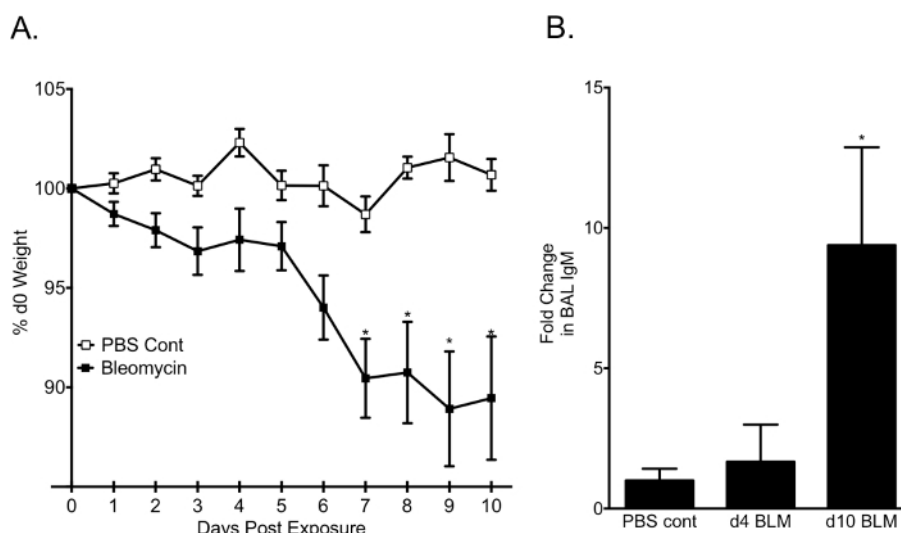 A.
105
100
95
90
% d0 Weight
PBS Cont
Bleomycin
*
*
*
*
0 1 2 3 4 5 6 7 8 9 10
Days Post Exposure
B.
15
10
5
0
Fold Change
in BAL IgM
*
PBS cont d4 BLM d10 BLM